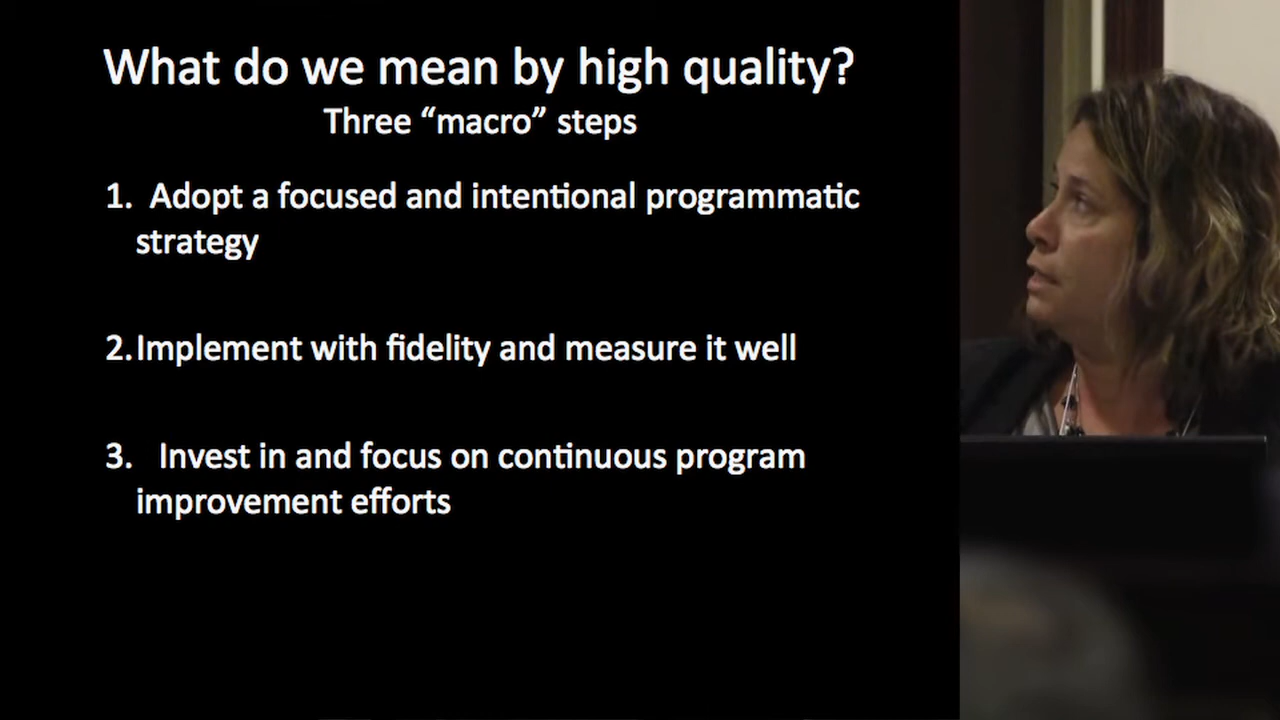 What do we mean by high quality?
Three “macro” steps
1. Adopt a focused and intentional programmatic
strategy
2. Implement with fidelity and measure it well
3. Invest in and focus on continuous program
improvement efforts